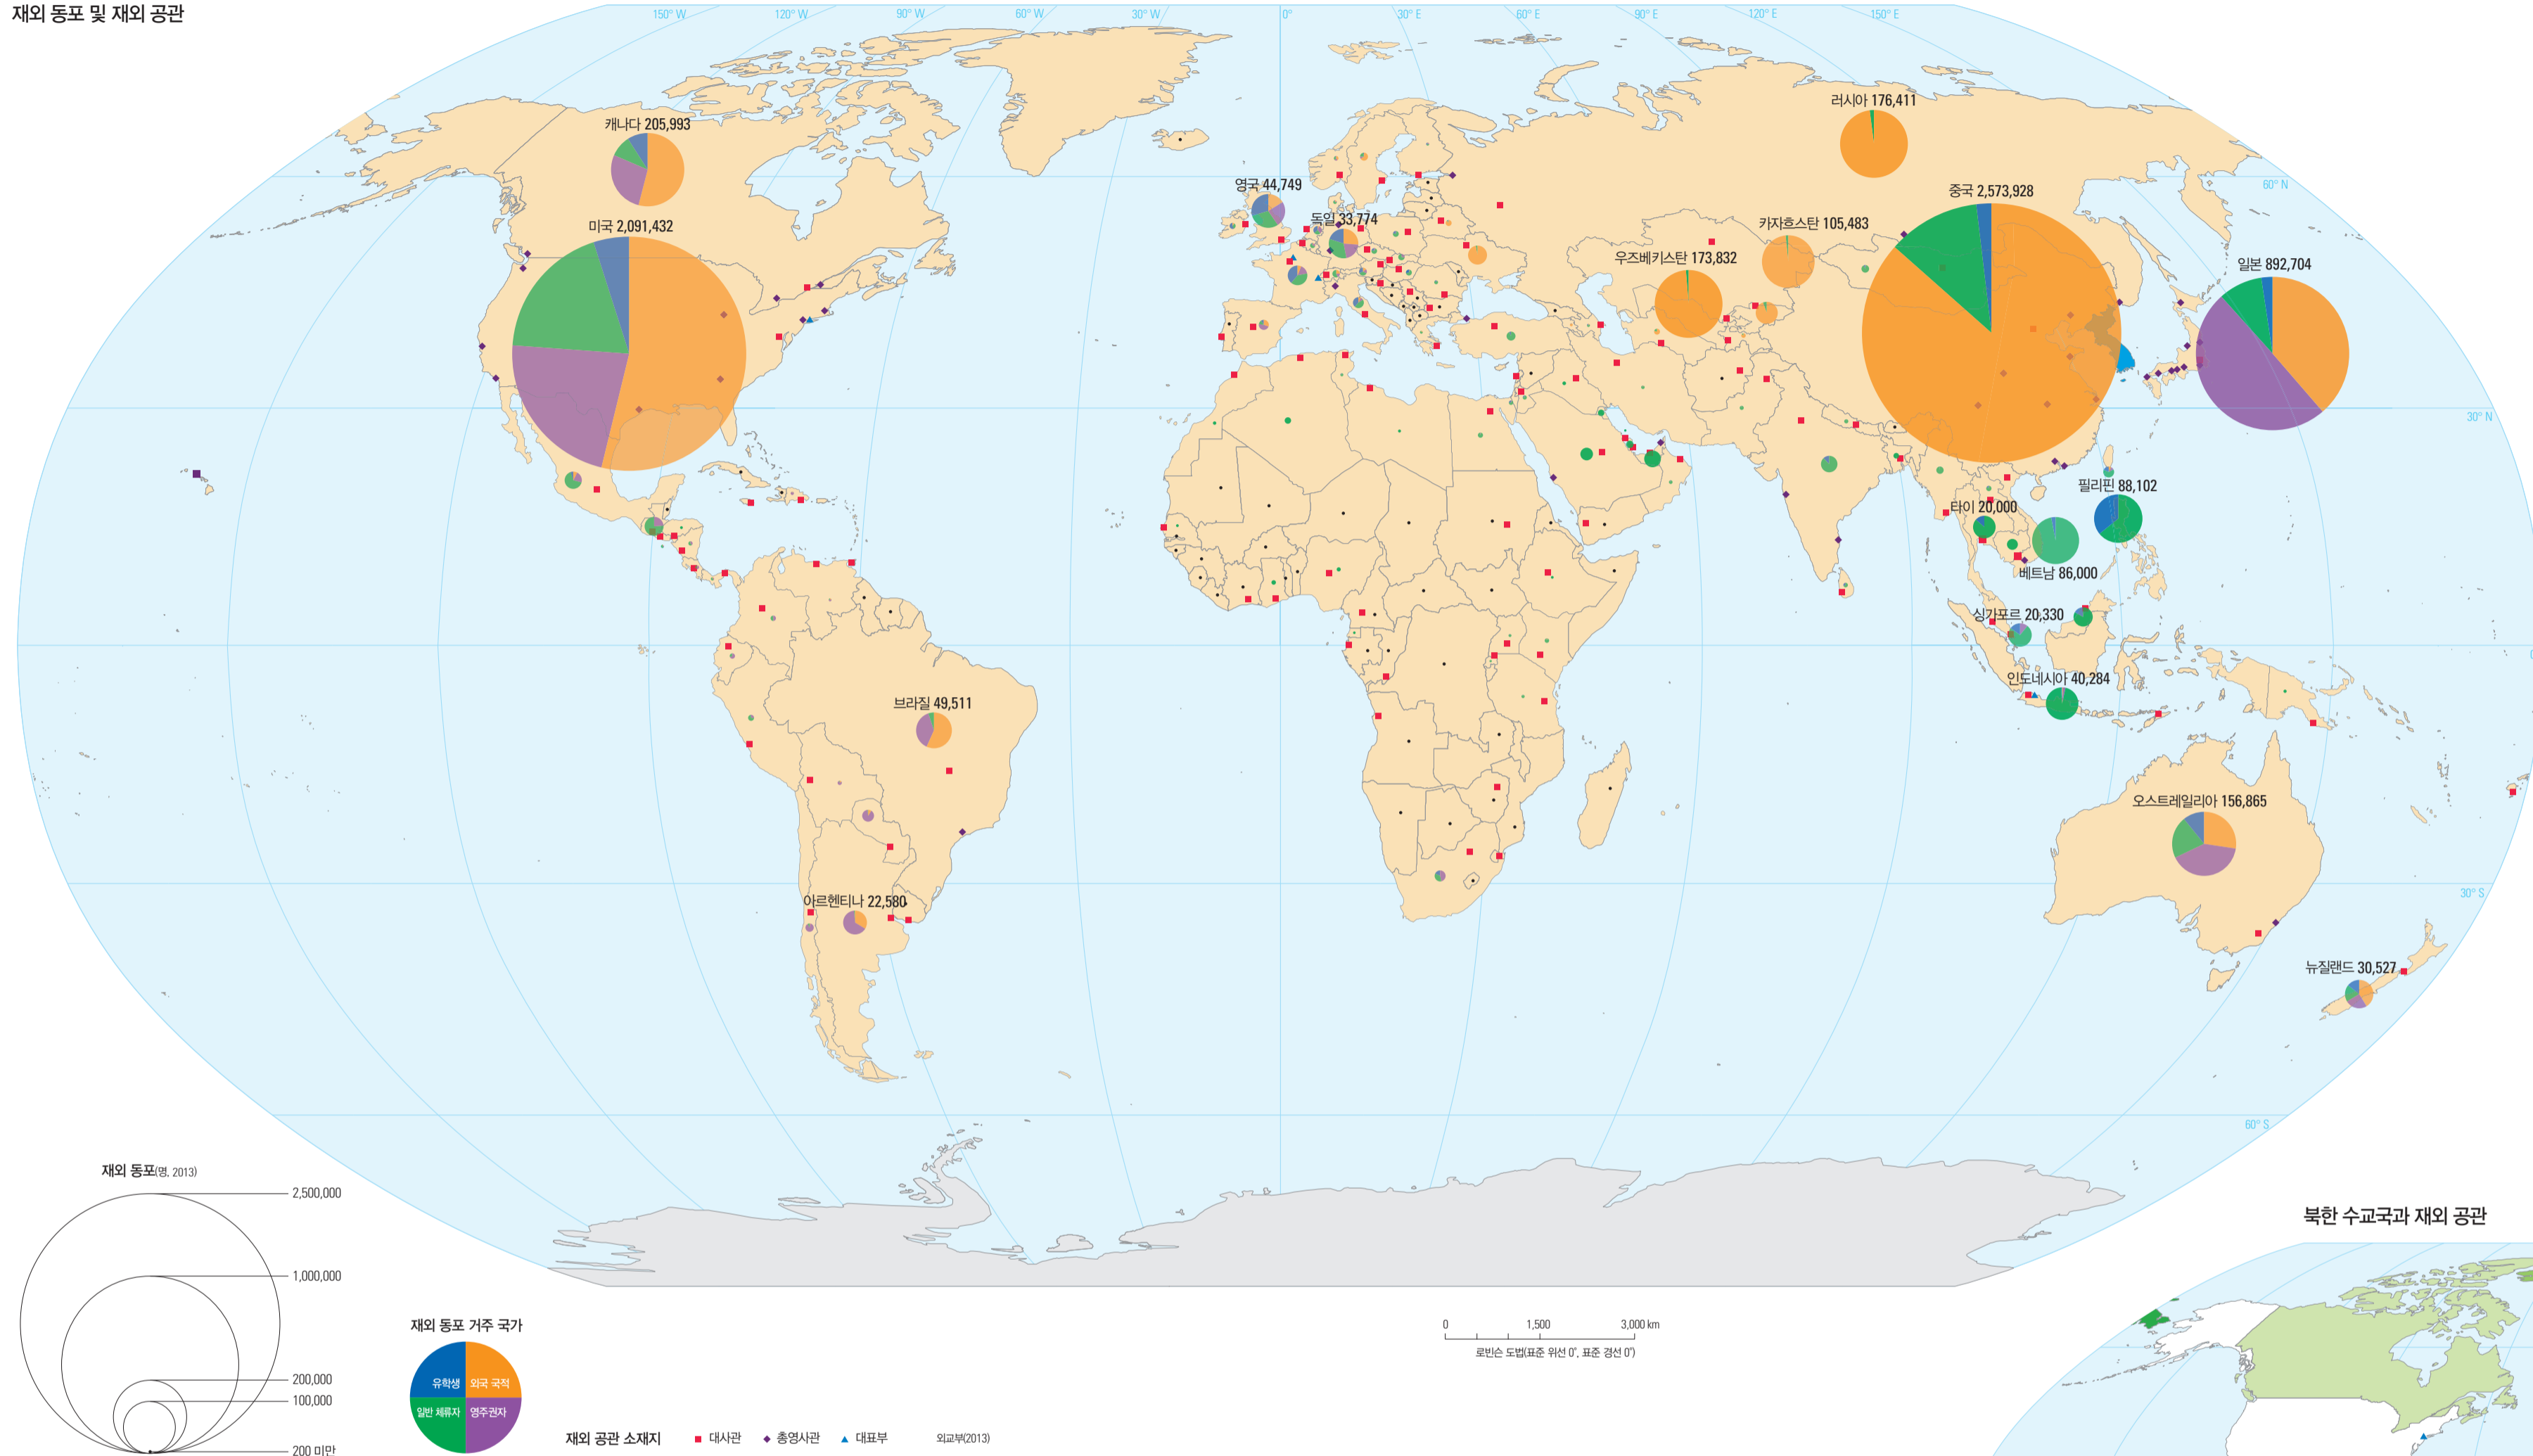 재외 동포 및 재외 공관
150° W
120° W
90° W
60° W
30° W
0°
30° E
60° E
90° E
120° E
150° E
러시아 176,411
캐나다 205,993
영국 44,749
중국 2,573,928
60° N
독일 33,774
미국 2,091,432
카자흐스탄 105,483
우즈베키스탄 173,832
일본 892,704
30° N
필리핀 88,102
타이 20,000
베트남 86,000
싱가포르 20,330
인도네시아 40,284
브라질 49,511
오스트레일리아 156,865
아르헨티나 22,580
30° S
뉴질랜드 30,527
60° S
재외 동포(명, 2013)
2,500,000
1,000,000
200,000
100,000
200 미만
재외 동포 거주 국가
유학생
외국 국적
일반 체류자
영주권자
재외 공관 소재지
대사관
총영사관
대표부
외교부(2013)
0
1,500
3,000 km
로빈슨 도법(표준 위선 0°, 표준 경선 0°)
북한 수교국과 재외 공관